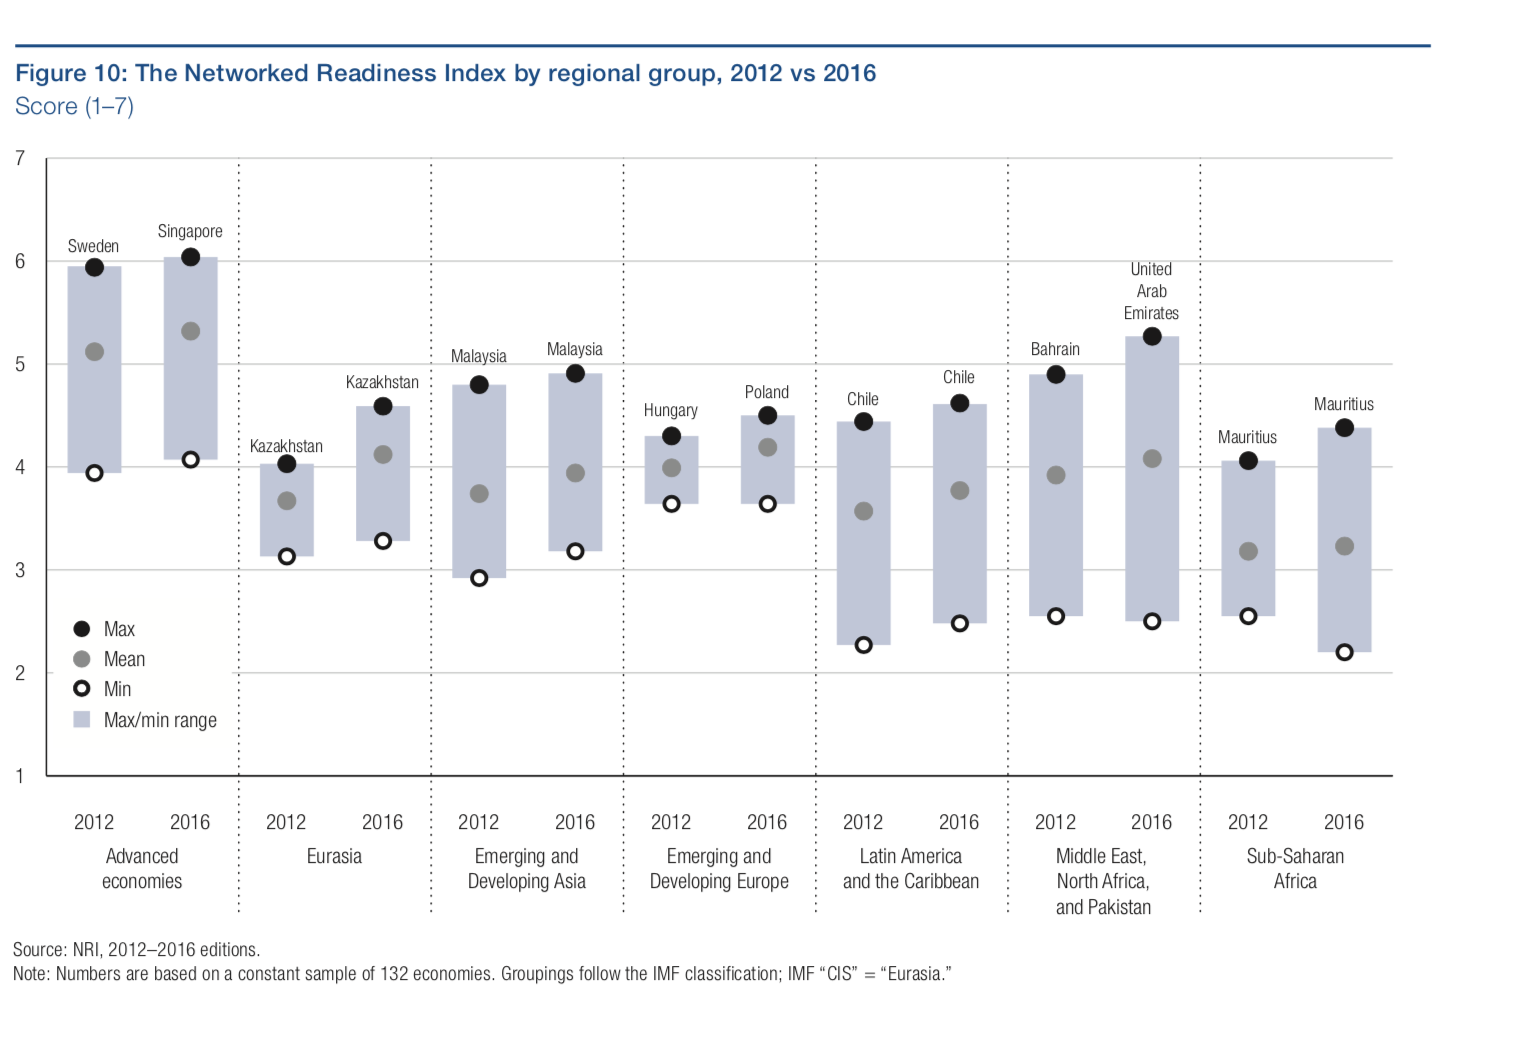 Figure 10: The Networked Readiness Index by regional group, 2012 vs 2016
Score (1–7)
7
6
5
4
3
2
1
Sweden
Singapore
Kazakhstan
Kazakhstan
Malaysia
Malaysia
Hungary
Poland
Chile
Chile
Bahrain
United
Arab
Emirates
Mauritius
Mauritius
Max
Mean
Min
Max/min range
2012 2016 2012 2016 2012 2016 2012 2016 2012 2016 2012 2016 2012 2016
Advanced
economies
Eurasia
Emerging and
Developing Asia
Emerging and
Developing Europe
Latin America
and the Caribbean
Middle East,
North Africa,
and Pakistan
Sub-Saharan
Africa
Source: NRI, 2012–2016 editions.
Note: Numbers are based on a constant sample of 132 economies. Groupings follow the IMF classification; IMF “CIS” = “Eurasia.”